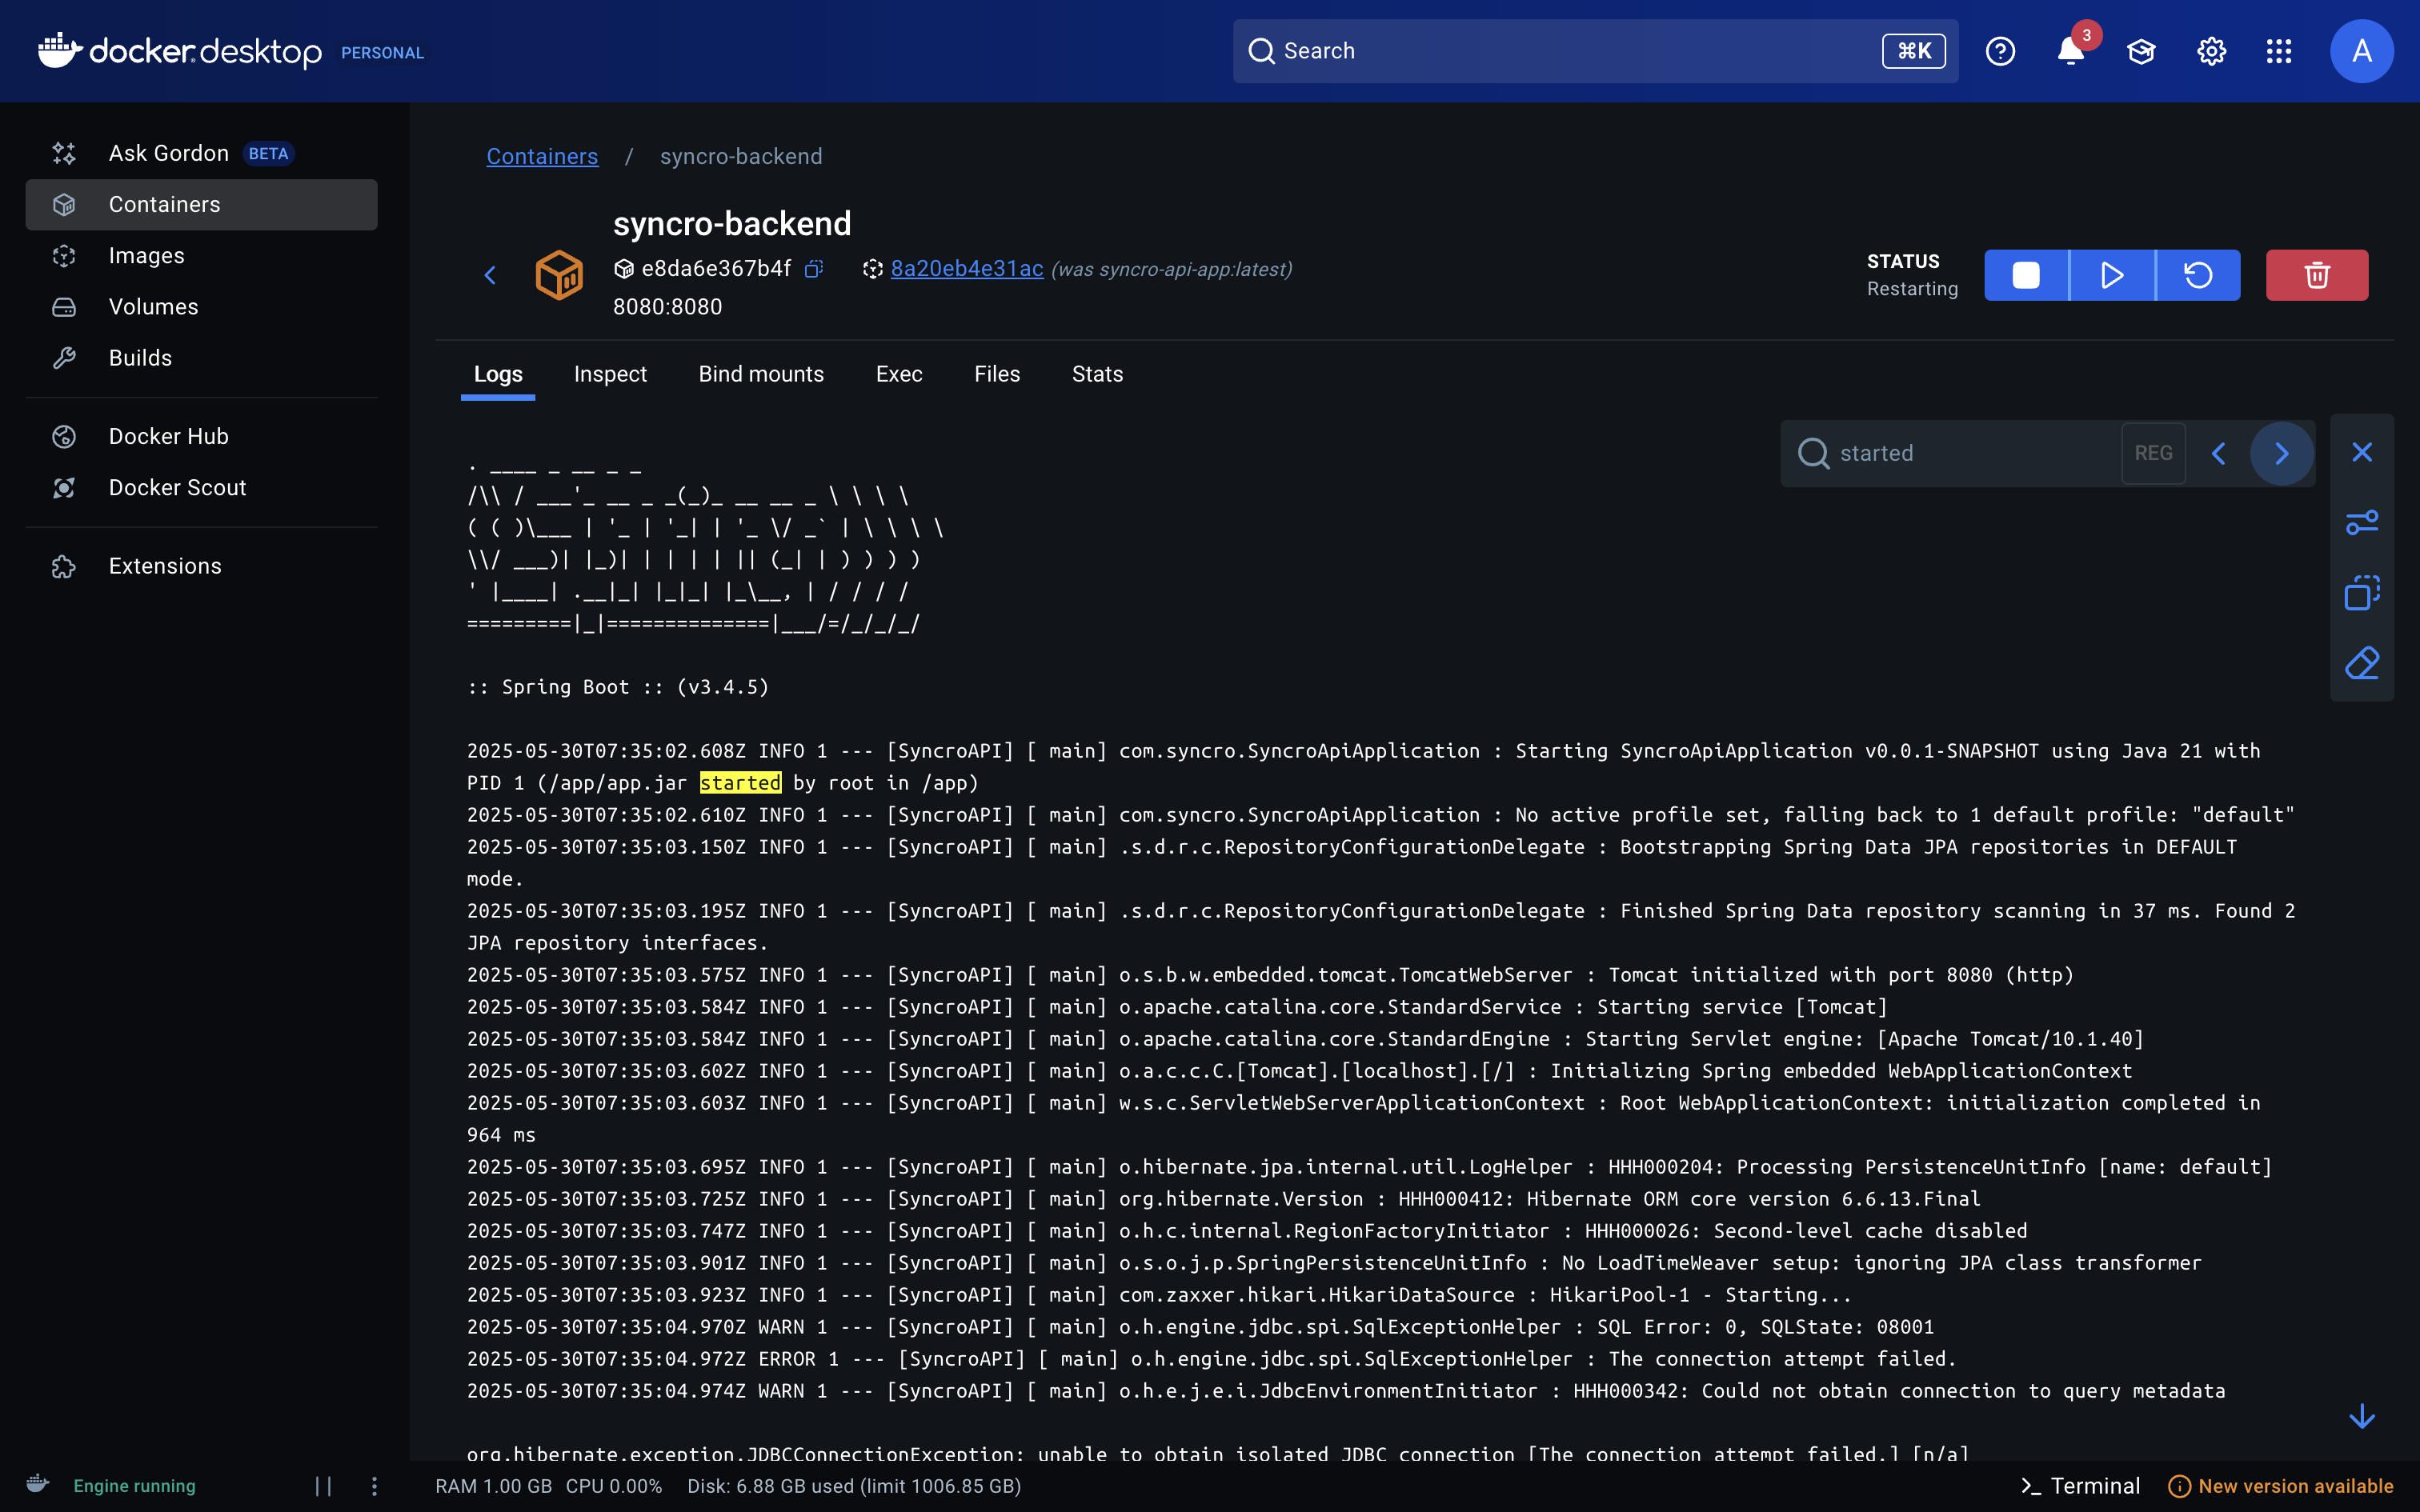 docker.desktop PERSONAL
Search
⌘K
3
A
Ask Gordon BETA
Containers
Images
Volumes
Builds
Docker Hub
Docker Scout
Extensions
Containers / syncro-backend
syncro-backend
e8da6e367b4f 8a20eb4e31ac (was syncro-api-app:latest)
8080:8080
STATUS
Restarting
Logs Inspect Bind mounts Exec Files Stats
started REG
. ____ _ __ _ _
/\\ / ___'_ __ _ _(_)_ __ __ _ \ \ \ \
( ( )\___ | '_ | '_| | '_ \/ _` | \ \ \ \
\\/ ___)| |_)| | | | | || (_| | ) ) ) )
' |____| .__|_| |_|_| |_\__, | / / / /
=========|_|==============|___/=/_/_/_/
:: Spring Boot :: (v3.4.5)
2025-05-30T07:35:02.608Z INFO 1 --- [SyncroAPI] [ main] com.syncro.SyncroApiApplication : Starting SyncroApiApplication v0.0.1-SNAPSHOT using Java 21 with
PID 1 (/app/app.jar started by root in /app)
2025-05-30T07:35:02.610Z INFO 1 --- [SyncroAPI] [ main] com.syncro.SyncroApiApplication : No active profile set, falling back to 1 default profile: "default"
2025-05-30T07:35:03.150Z INFO 1 --- [SyncroAPI] [ main] .s.d.r.c.RepositoryConfigurationDelegate : Bootstrapping Spring Data JPA repositories in DEFAULT
mode.
2025-05-30T07:35:03.195Z INFO 1 --- [SyncroAPI] [ main] .s.d.r.c.RepositoryConfigurationDelegate : Finished Spring Data repository scanning in 37 ms. Found 2
JPA repository interfaces.
2025-05-30T07:35:03.575Z INFO 1 --- [SyncroAPI] [ main] o.s.b.w.embedded.tomcat.TomcatWebServer : Tomcat initialized with port 8080 (http)
2025-05-30T07:35:03.584Z INFO 1 --- [SyncroAPI] [ main] o.apache.catalina.core.StandardService : Starting service [Tomcat]
2025-05-30T07:35:03.584Z INFO 1 --- [SyncroAPI] [ main] o.apache.catalina.core.StandardEngine : Starting Servlet engine: [Apache Tomcat/10.1.40]
2025-05-30T07:35:03.602Z INFO 1 --- [SyncroAPI] [ main] o.a.c.c.C.[Tomcat].[localhost].[/] : Initializing Spring embedded WebApplicationContext
2025-05-30T07:35:03.603Z INFO 1 --- [SyncroAPI] [ main] w.s.c.ServletWebServerApplicationContext : Root WebApplicationContext: initialization completed in
964 ms
2025-05-30T07:35:03.695Z INFO 1 --- [SyncroAPI] [ main] o.hibernate.jpa.internal.util.LogHelper : HHH000204: Processing PersistenceUnitInfo [name: default]
2025-05-30T07:35:03.725Z INFO 1 --- [SyncroAPI] [ main] org.hibernate.Version : HHH000412: Hibernate ORM core version 6.6.13.Final
2025-05-30T07:35:03.747Z INFO 1 --- [SyncroAPI] [ main] o.h.c.internal.RegionFactoryInitiator : HHH000026: Second-level cache disabled
2025-05-30T07:35:03.901Z INFO 1 --- [SyncroAPI] [ main] o.s.o.j.p.SpringPersistenceUnitInfo : No LoadTimeWeaver setup: ignoring JPA class transformer
2025-05-30T07:35:03.923Z INFO 1 --- [SyncroAPI] [ main] com.zaxxer.hikari.HikariDataSource : HikariPool-1 - Starting...
2025-05-30T07:35:04.970Z WARN 1 --- [SyncroAPI] [ main] o.h.engine.jdbc.spi.SqlExceptionHelper : SQL Error: 0, SQLState: 08001
2025-05-30T07:35:04.972Z ERROR 1 --- [SyncroAPI] [ main] o.h.engine.jdbc.spi.SqlExceptionHelper : The connection attempt failed.
2025-05-30T07:35:04.974Z WARN 1 --- [SyncroAPI] [ main] o.h.e.j.e.i.JdbcEnvironmentInitiator : HHH000342: Could not obtain connection to query metadata
org.hibernate.exception.JDBCConnectionException: unable to obtain isolated JDBC connection [The connection attempt failed.] [n/a]
Engine running RAM 1.00 GB CPU 0.00% Disk: 6.88 GB used (limit 1006.85 GB) Terminal New version available